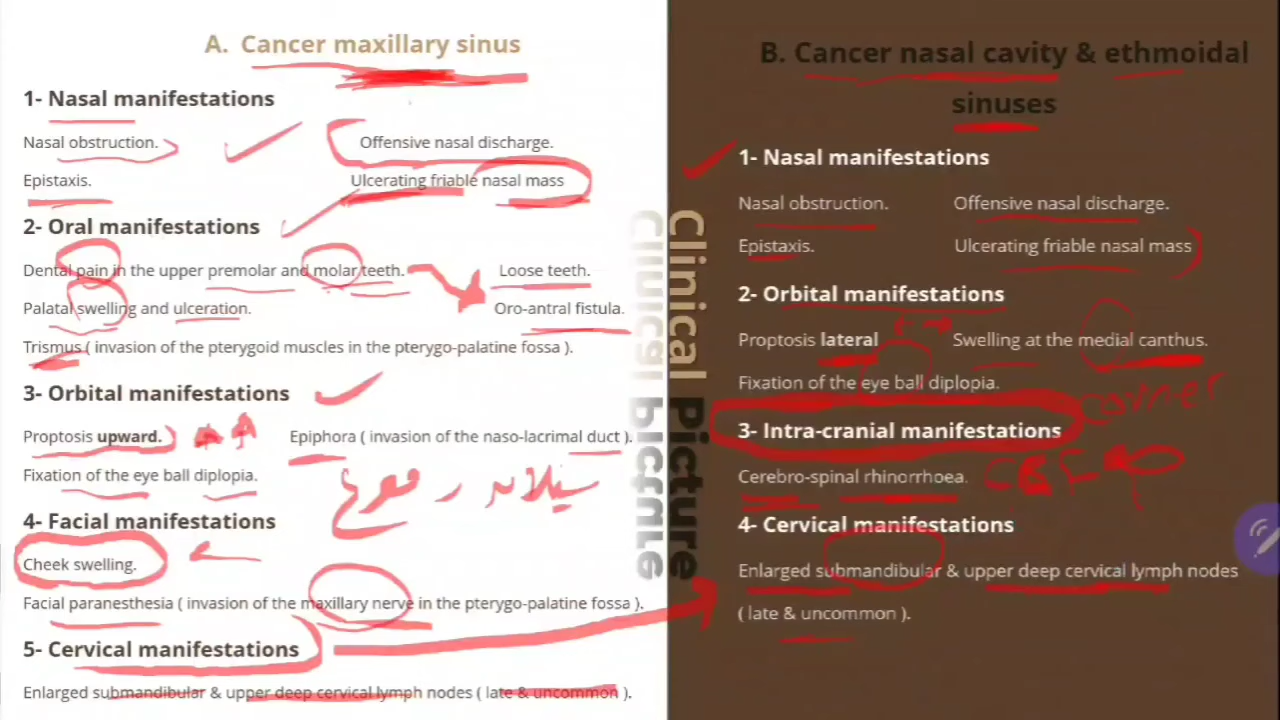 A. Cancer maxillary sinus
1- Nasal manifestations
Nasal obstruction. Offensive nasal discharge.
Epistaxis. Ulcerating friable nasal mass
2- Oral manifestations
Dental pain in the upper premolar and molar teeth. Loose teeth.
Palatal swelling and ulceration. Oro-antral fistula.
Trismus ( invasion of the pterygoid muscles in the pterygo-palatine fossa ).
3- Orbital manifestations
Proptosis upward. Epiphora ( invasion of the naso-lacrimal duct ).
Fixation of the eye ball diplopia.
4- Facial manifestations
Cheek swelling.
Facial paranesthesia ( invasion of the maxillary nerve in the pterygo-palatine fossa ).
5- Cervical manifestations
Enlarged submandibular & upper deep cervical lymph nodes ( late & uncommon ).
Clinical Picture
B. Cancer nasal cavity & ethmoidal
sinuses
1- Nasal manifestations
Nasal obstruction. Offensive nasal discharge.
Epistaxis. Ulcerating friable nasal mass
2- Orbital manifestations
Proptosis lateral Swelling at the medial canthus.
Fixation of the eye ball diplopia.
corner
3- Intra-cranial manifestations
Cerebro-spinal rhinorrhoea.
4- Cervical manifestations
Enlarged submandibular & upper deep cervical lymph nodes
( late & uncommon ).